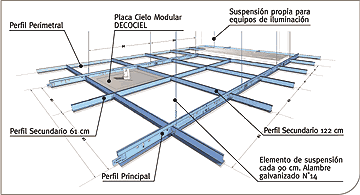 Placa Cielo Modular
DECOCIEL
Suspensión propia para
equipos de iluminación
Perfil Perimetral
Perfil Secundario 61 cm
Perfil Secundario 122 cm
Perfil Principal
Elemento de suspensión
cada 90 cm. Alambre
galvanizado N°14